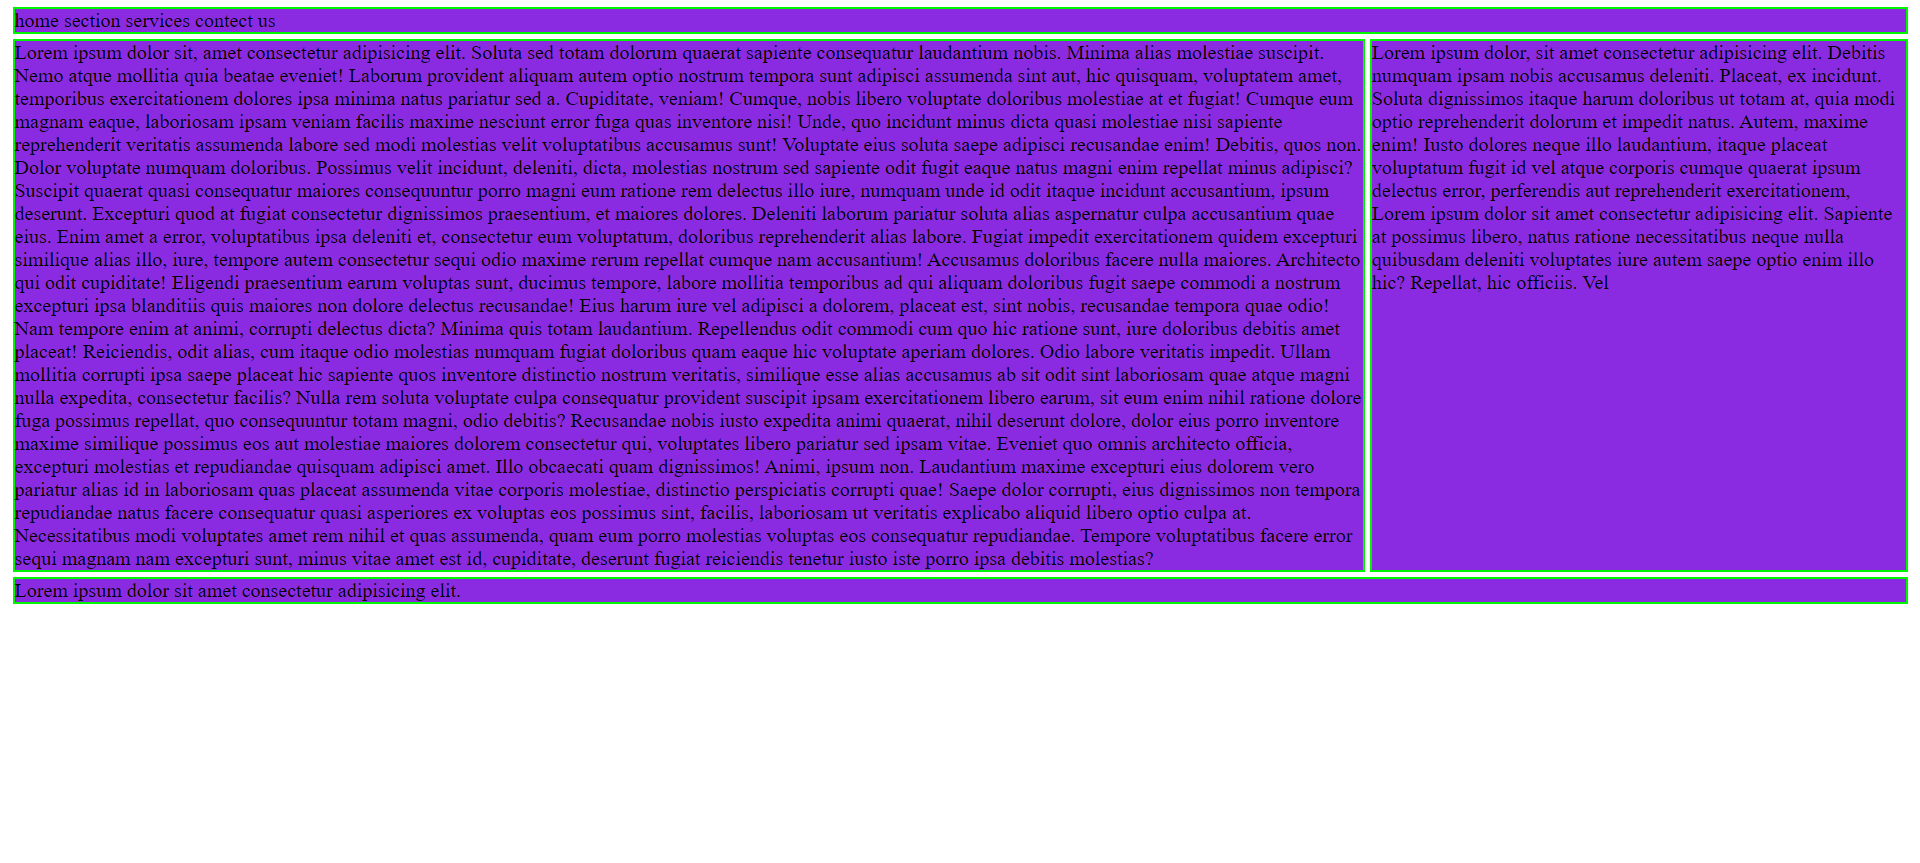 home section services contect us
Lorem ipsum dolor sit, amet consectetur adipisicing elit. Soluta sed totam dolorum quaerat sapiente consequatur laudantium nobis. Minima alias molestiae suscipit.
Nemo atque mollitia quia beatae eveniet! Laborum provident aliquam autem optio nostrum tempora sunt adipisci assumenda sint aut, hic quisquam, voluptatem amet,
temporibus exercitationem dolores ipsa minima natus pariatur sed a. Cupiditate, veniam! Cumque, nobis libero voluptate doloribus molestiae at et fugiat! Cumque eum
magnam eaque, laboriosam ipsam veniam facilis maxime nesciunt error fuga quas inventore nisi! Unde, quo incidunt minus dicta quasi molestiae nisi sapiente
reprehenderit veritatis assumenda labore sed modi molestias velit voluptatibus accusamus sunt! Voluptate eius soluta saepe adipisci recusandae enim! Debitis, quos non.
Dolor voluptate numquam doloribus. Possimus velit incidunt, deleniti, dicta, molestias nostrum sed sapiente odit fugit eaque natus magni enim repellat minus adipisci?
Suscipit quaerat quasi consequatur maiores consequuntur porro magni eum ratione rem delectus illo iure, numquam unde id odit itaque incidunt accusantium, ipsum
deserunt. Excepturi quod at fugiat consectetur dignissimos praesentium, et maiores dolores. Deleniti laborum pariatur soluta alias aspernatur culpa accusantium quae
eius. Enim amet a error, voluptatibus ipsa deleniti et, consectetur eum voluptatum, doloribus reprehenderit alias labore. Fugiat impedit exercitationem quidem excepturi
similique alias illo, iure, tempore autem consectetur sequi odio maxime rerum repellat cumque nam accusantium! Accusamus doloribus facere nulla maiores. Architecto
qui odit cupiditate! Eligendi praesentium earum voluptas sunt, ducimus tempore, labore mollitia temporibus ad qui aliquam doloribus fugit saepe commodi a nostrum
excepturi ipsa blanditiis quis maiores non dolore delectus recusandae! Eius harum iure vel adipisci a dolorem, placeat est, sint nobis, recusandae tempora quae odio!
Nam tempore enim at animi, corrupti delectus dicta? Minima quis totam laudantium. Repellendus odit commodi cum quo hic ratione sunt, iure doloribus debitis amet
placeat! Reiciendis, odit alias, cum itaque odio molestias numquam fugiat doloribus quam eaque hic voluptate aperiam dolores. Odio labore veritatis impedit. Ullam
mollitia corrupti ipsa saepe placeat hic sapiente quos inventore distinctio nostrum veritatis, similique esse alias accusamus ab sit odit sint laboriosam quae atque magni
nulla expedita, consectetur facilis? Nulla rem soluta voluptate culpa consequatur provident suscipit ipsam exercitationem libero earum, sit eum enim nihil ratione dolore
fuga possimus repellat, quo consequuntur totam magni, odio debitis? Recusandae nobis iusto expedita animi quaerat, nihil deserunt dolore, dolor eius porro inventore
maxime similique possimus eos aut molestiae maiores dolorem consectetur qui, voluptates libero pariatur sed ipsam vitae. Eveniet quo omnis architecto officia,
excepturi molestias et repudiandae quisquam adipisci amet. Illo obcaecati quam dignissimos! Animi, ipsum non. Laudantium maxime excepturi eius dolorem vero
pariatur alias id in laboriosam quas placeat assumenda vitae corporis molestiae, distinctio perspiciatis corrupti quae! Saepe dolor corrupti, eius dignissimos non tempora
repudiandae natus facere consequatur quasi asperiores ex voluptas eos possimus sint, facilis, laboriosam ut veritatis explicabo aliquid libero optio culpa at.
Necessitatibus modi voluptates amet rem nihil et quas assumenda, quam eum porro molestias voluptas eos consequatur repudiandae. Tempore voluptatibus facere error
sequi magnam nam excepturi sunt, minus vitae amet est id, cupiditate, deserunt fugiat reiciendis tenetur iusto iste porro ipsa debitis molestias?
Lorem ipsum dolor, sit amet consectetur adipisicing elit. Debitis
numquam ipsam nobis accusamus deleniti. Placeat, ex incidunt.
Soluta dignissimos itaque harum doloribus ut totam at, quia modi
optio reprehenderit dolorum et impedit natus. Autem, maxime
enim! Iusto dolores neque illo laudantium, itaque placeat
voluptatum fugit id vel atque corporis cumque quaerat ipsum
delectus error, perferendis aut reprehenderit exercitationem,
Lorem ipsum dolor sit amet consectetur adipisicing elit. Sapiente
at possimus libero, natus ratione necessitatibus neque nulla
quibusdam deleniti voluptates iure autem saepe optio enim illo
hic? Repellat, hic officiis. Vel
Lorem ipsum dolor sit amet consectetur adipisicing elit.